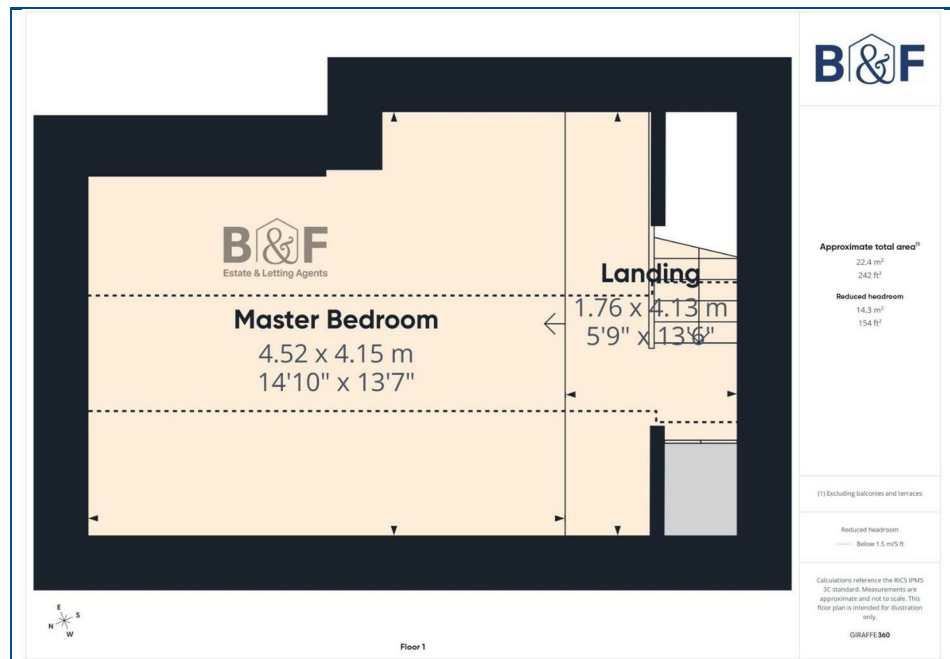 B&F
Estate & Letting Agents
Master Bedroom
4.52 x 4.15 m
14'10" x 13'7"
Landing
1.76 x 4.13 m
5'9" x 13'6"
E
S
N
W
Floor 1
B&F
Approximate total area(1)
22.4 m²
242 ft²
Reduced headroom
14.3 m²
154 ft²
(1) Excluding balconies and terraces
Reduced headroom
Below 1.5 m/5 ft
Calculations reference the RICS IPMS
3C standard. Measurements are
approximate and not to scale. This
floor plan is intended for illustration
only.
GIRAFFE360